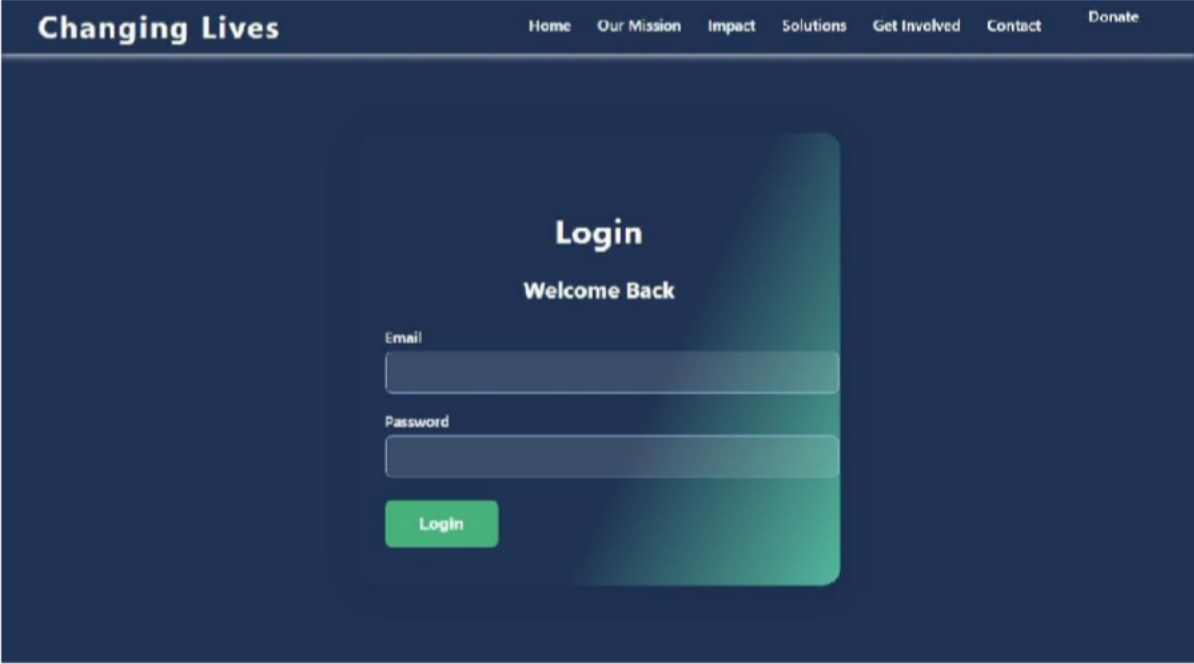 Changing Lives
Home Our Mission Impact Solutions Get Involved Contact Donate
Login
Welcome Back
Email
Password
Login